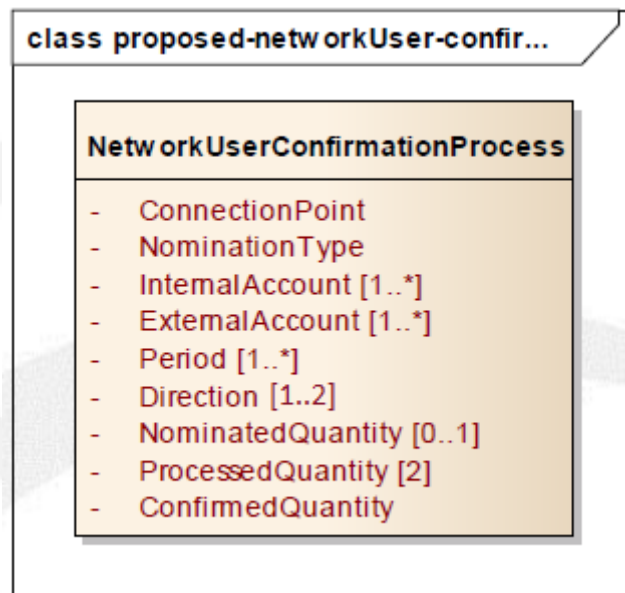 class proposed-networkUser-confir...
NetworkUserConfirmationProcess
- ConnectionPoint
- NominationType
- InternalAccount [1..*]
- ExternalAccount [1..*]
- Period [1..*]
- Direction [1..2]
- NominatedQuantity [0..1]
- ProcessedQuantity [2]
- ConfirmedQuantity